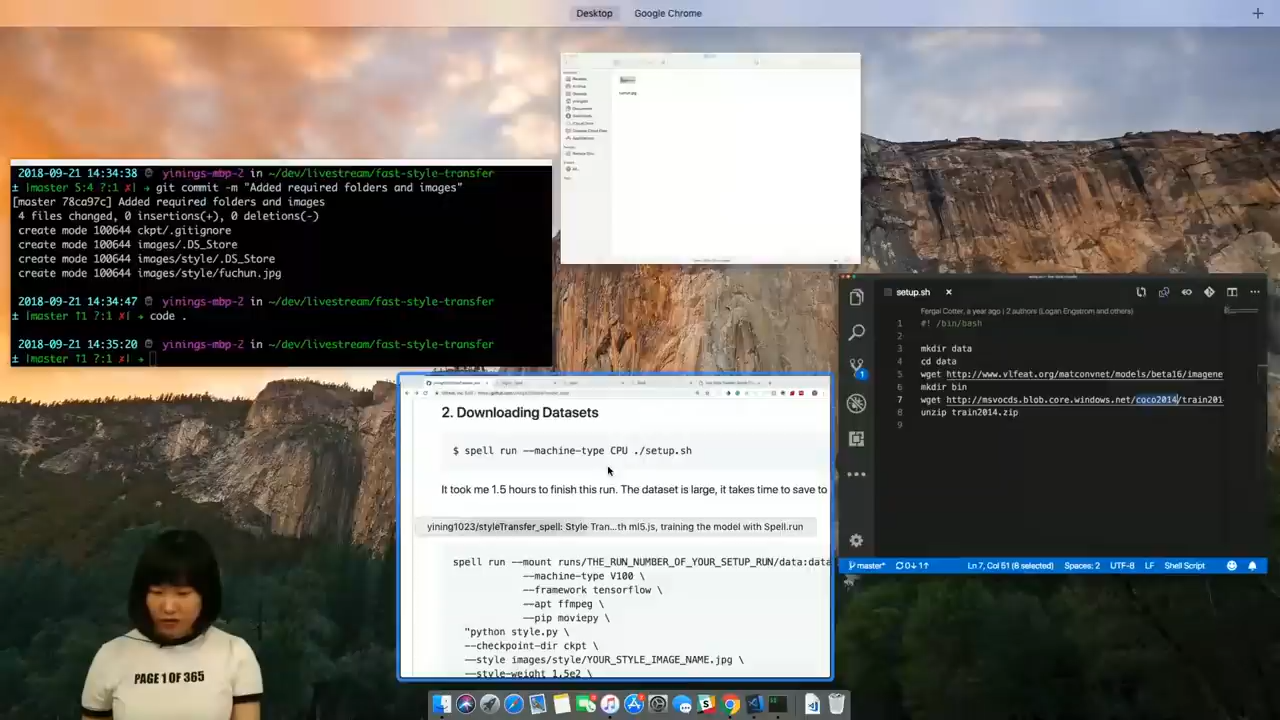 Desktop
Google Chrome
2018-09-21 14:34:38 yinings-mbp-2 in ~/dev/livestream/fast-style-transfer
± |master S:4 ?:1 ✗| → git commit -m "Added required folders and images"
[master 78ca97c] Added required folders and images
4 files changed, 0 insertions(+), 0 deletions(-)
create mode 100644 ckpt/.gitignore
create mode 100644 images/.DS_Store
create mode 100644 images/style/.DS_Store
create mode 100644 images/style/fuchun.jpg
2018-09-21 14:34:47 yinings-mbp-2 in ~/dev/livestream/fast-style-transfer
± |master ↑1 ?:1 ✗| → code .
2018-09-21 14:35:20 yinings-mbp-2 in ~/dev/livestream/fast-style-transfer
± |master ↑1 ?:1 ✗| →
setup.sh
Fergal Cotter, a year ago | 2 authors (Logan Engstrom and others)
1 #! /bin/bash
2
3 mkdir data
4 cd data
5 wget http://www.vlfeat.org/matconvnet/models/beta16/imagene
6 mkdir bin
7 wget http://msvocds.blob.core.windows.net/coco2014/train201
8 unzip train2014.zip
9
1
master* 0↓ 1↑ Ln 7, Col 51 (8 selected) Spaces: 2 UTF-8 LF Shell Script
2. Downloading Datasets
$ spell run --machine-type CPU ./setup.sh
It took me 1.5 hours to finish this run. The dataset is large, it takes time to save to
yining1023/styleTransfer_spell: Style Tran...th ml5.js, training the model with Spell.run
spell run --mount runs/THE_RUN_NUMBER_OF_YOUR_SETUP_RUN/data:data
--machine-type V100 \
--framework tensorflow \
--apt ffmpeg \
--pip moviepy \
"python style.py \
--checkpoint-dir ckpt \
--style images/style/YOUR_STYLE_IMAGE_NAME.jpg \
--style-weight 1.5e2 \
PAGE 1 OF 365